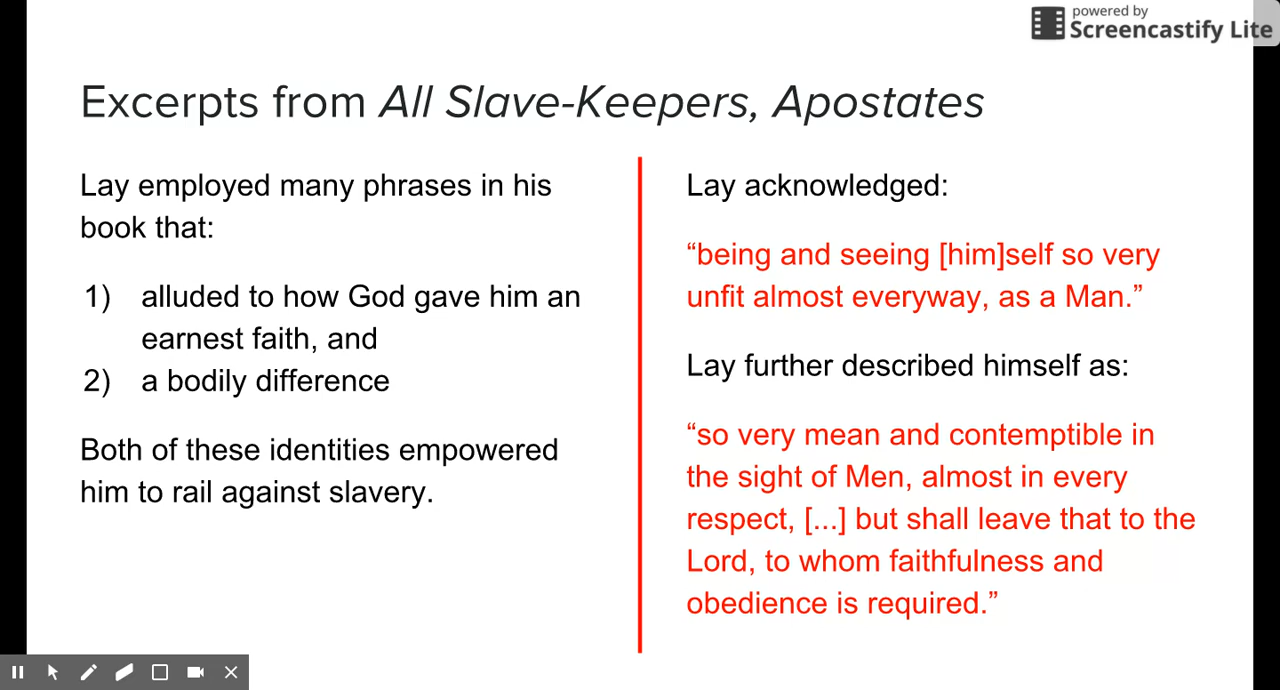 powered by
Screencastify Lite
Excerpts from All Slave-Keepers, Apostates
Lay employed many phrases in his
book that:
1) alluded to how God gave him an
earnest faith, and
2) a bodily difference
Both of these identities empowered
him to rail against slavery.
Lay acknowledged:
“being and seeing [him]self so very
unfit almost everyway, as a Man.”
Lay further described himself as:
“so very mean and contemptible in
the sight of Men, almost in every
respect, [...] but shall leave that to the
Lord, to whom faithfulness and
obedience is required.”